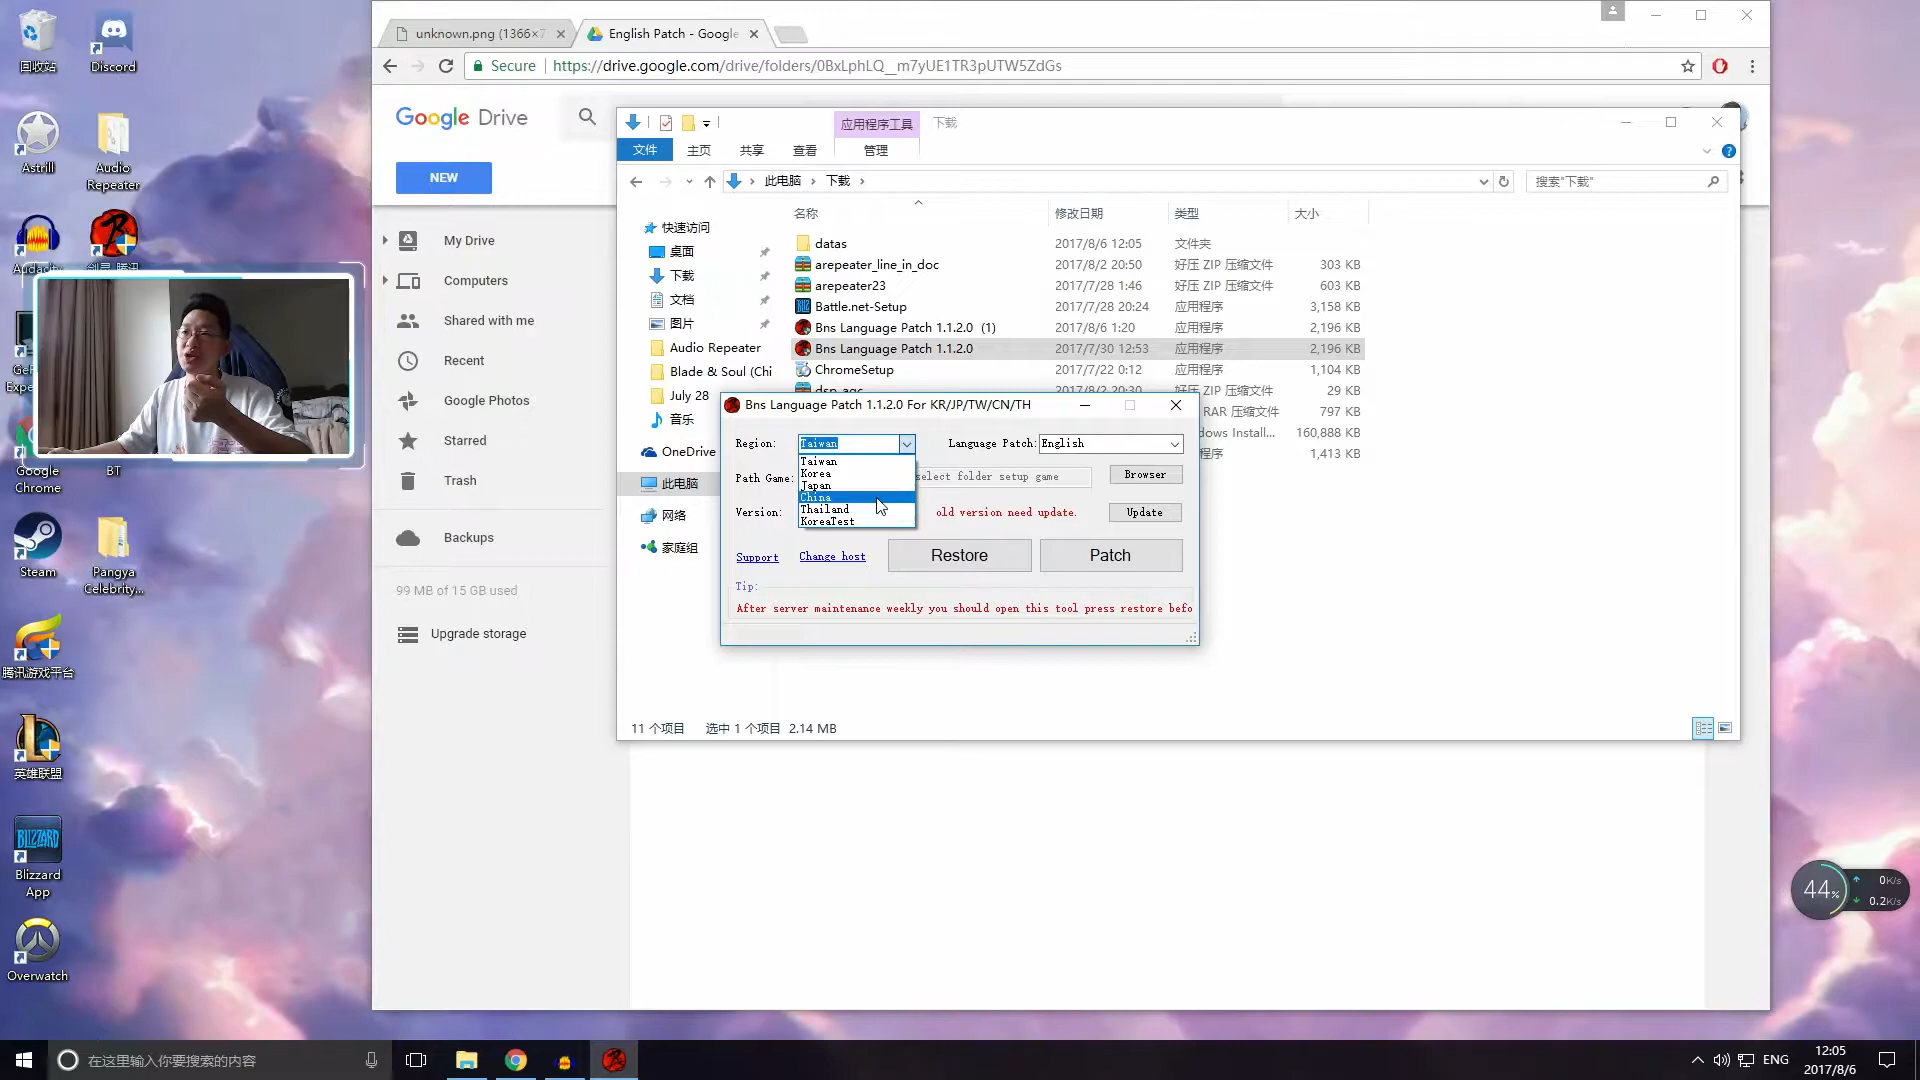 回收站
Discord
Astrill
Audio
Repeater
GeF
Expe
Google
Chrome
BT
Steam
Pangya
Celebrity...
腾讯游戏平台
英雄联盟
BLIZZARD
Blizzard
App
Overwatch
unknown.png (1366×7
English Patch - Google
Secure
https://drive.google.com/drive/folders/0BxLphLQ__m7yUE1TR3pUTW5ZdGs
Google Drive
NEW
My Drive
Computers
Shared with me
Recent
Google Photos
Starred
Trash
Backups
99 MB of 15 GB used
Upgrade storage
应用程序工具
下载
文件
主页
共享
查看
管理
此电脑
下载
搜索"下载"
快速访问
桌面
下载
文档
图片
Audio Repeater
Blade & Soul (Chi
July 28
音乐
OneDrive
此电脑
网络
家庭组
名称
修改日期
类型
大小
datas 2017/8/6 12:05 文件夹
arepeater_line_in_doc 2017/8/2 20:50 好压 ZIP 压缩文件 303 KB
arepeater23 2017/7/28 1:46 好压 ZIP 压缩文件 603 KB
Battle.net-Setup 2017/7/28 20:24 应用程序 3,158 KB
Bns Language Patch 1.1.2.0 (1) 2017/8/6 1:20 应用程序 2,196 KB
Bns Language Patch 1.1.2.0 2017/7/30 12:53 应用程序 2,196 KB
ChromeSetup 2017/7/22 0:12 应用程序 1,104 KB
29 KB
RAR 压缩文件 797 KB
dows Install... 160,888 KB
程序 1,413 KB
11 个项目 选中 1 个项目 2.14 MB
Bns Language Patch 1.1.2.0 For KR/JP/TW/CN/TH
Region:
Taiwan
Language Patch:
English
Taiwan
Korea
Japan
China
Thailand
KoreaTest
Path Game:
select folder setup game
Browser
Version:
old version need update.
Update
Support
Change host
Restore
Patch
Tip:
After server maintenance weekly you should open this tool press restore befo
44%
0K/s
0.2K/s
在这里输入你要搜索的内容
ENG
12:05
2017/8/6